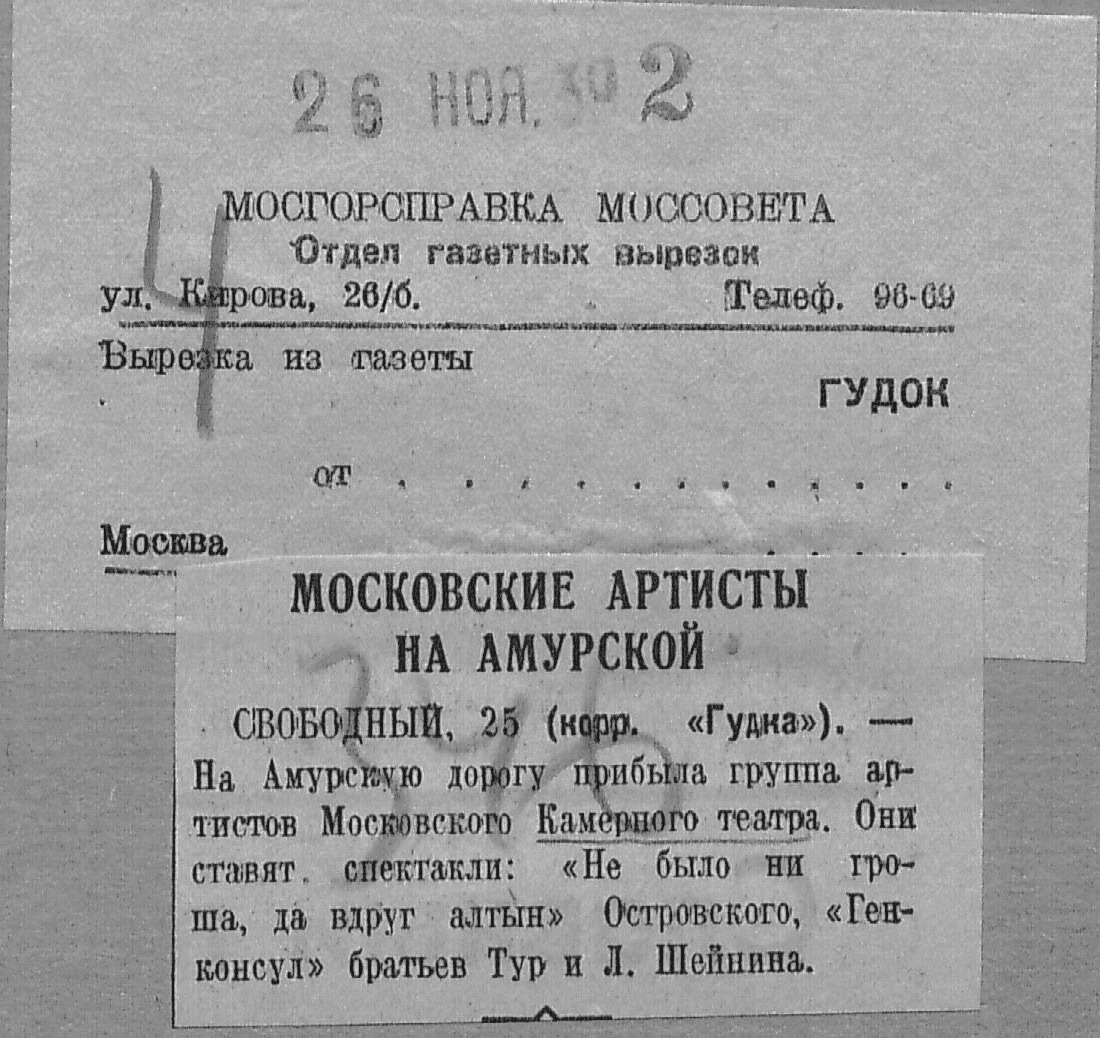 26 НОЯ. 2
МОСГОРСПРАВКА МОССОВЕТА
Отдел газетных вырезок
ул. Кирова, 26/б. Телеф. 96-69
Вырезка из газеты
ГУДОК
от . . . . . . . . . . . .
Москва . . . .
4
МОСКОВСКИЕ АРТИСТЫ
НА АМУРСКОЙ
СВОБОДНЫЙ, 25 (корр. «Гудка»). —
На Амурскую дорогу прибыла группа ар-
тистов Московского Камерного театра. Они
ставят спектакли: «Не было ни гро-
ша, да вдруг алтын» Островского, «Ген-
консул» братьев Тур и Л. Шейнина.